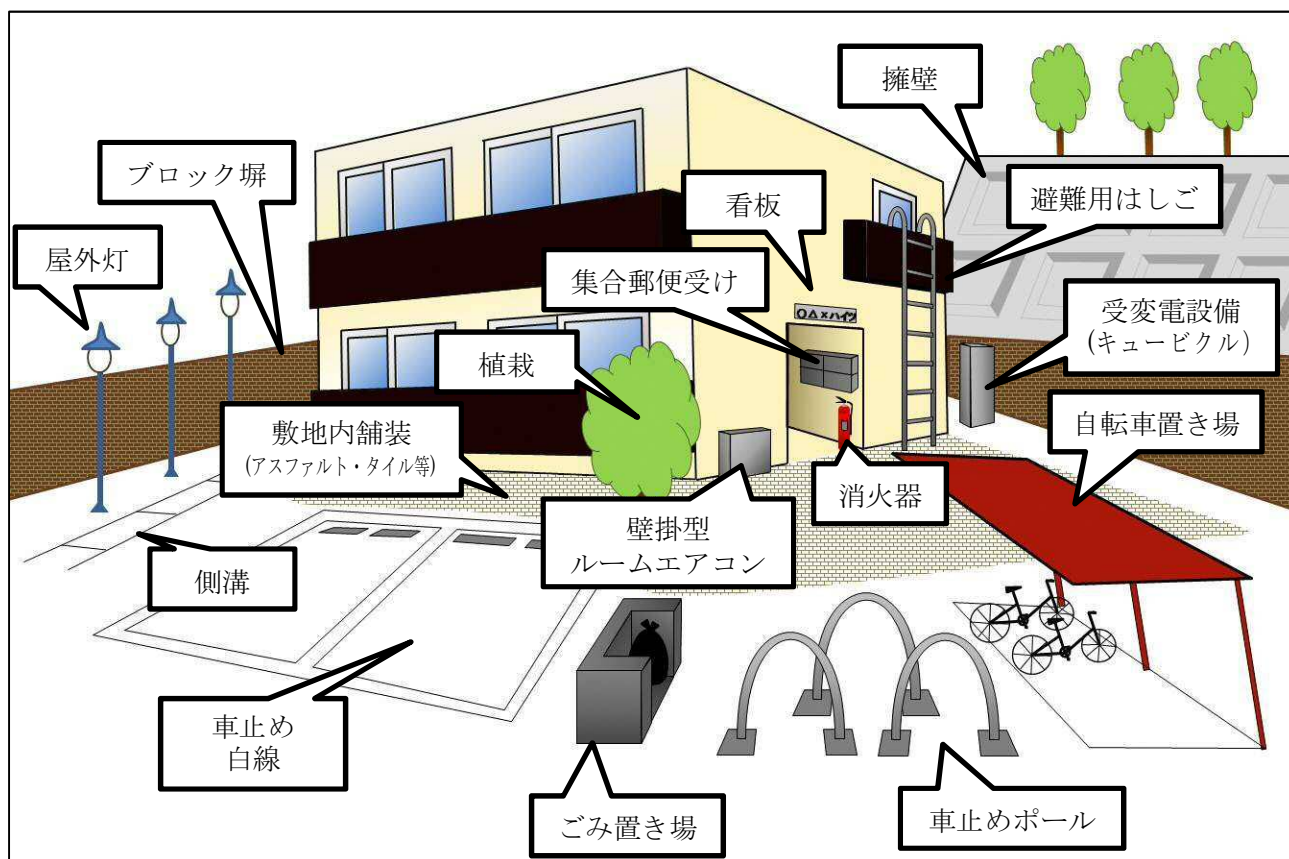 擁壁
ブロック塀
看板
避難用はしご
屋外灯
集合郵便受け
〇△×ハイツ
受変電設備
(キュービクル)
植栽
敷地内舗装
(アスファルト・タイル等)
自転車置き場
消火器
壁掛型
ルームエアコン
側溝
車止め
白線
ごみ置き場
車止めポール